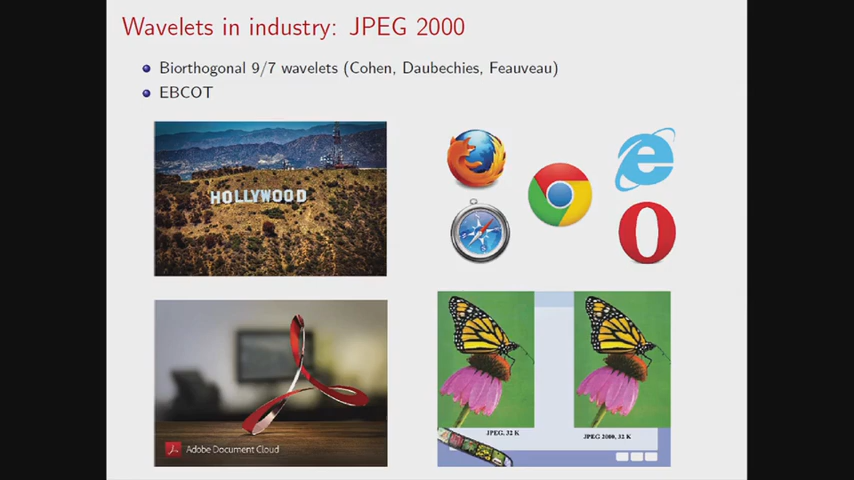 Wavelets in industry: JPEG 2000
Biorthogonal 9/7 wavelets (Cohen, Daubechies, Feauveau)
EBCOT
HOLLYWOOD
Adobe Document Cloud
JPEG, 32 K
JPEG 2000, 32 K